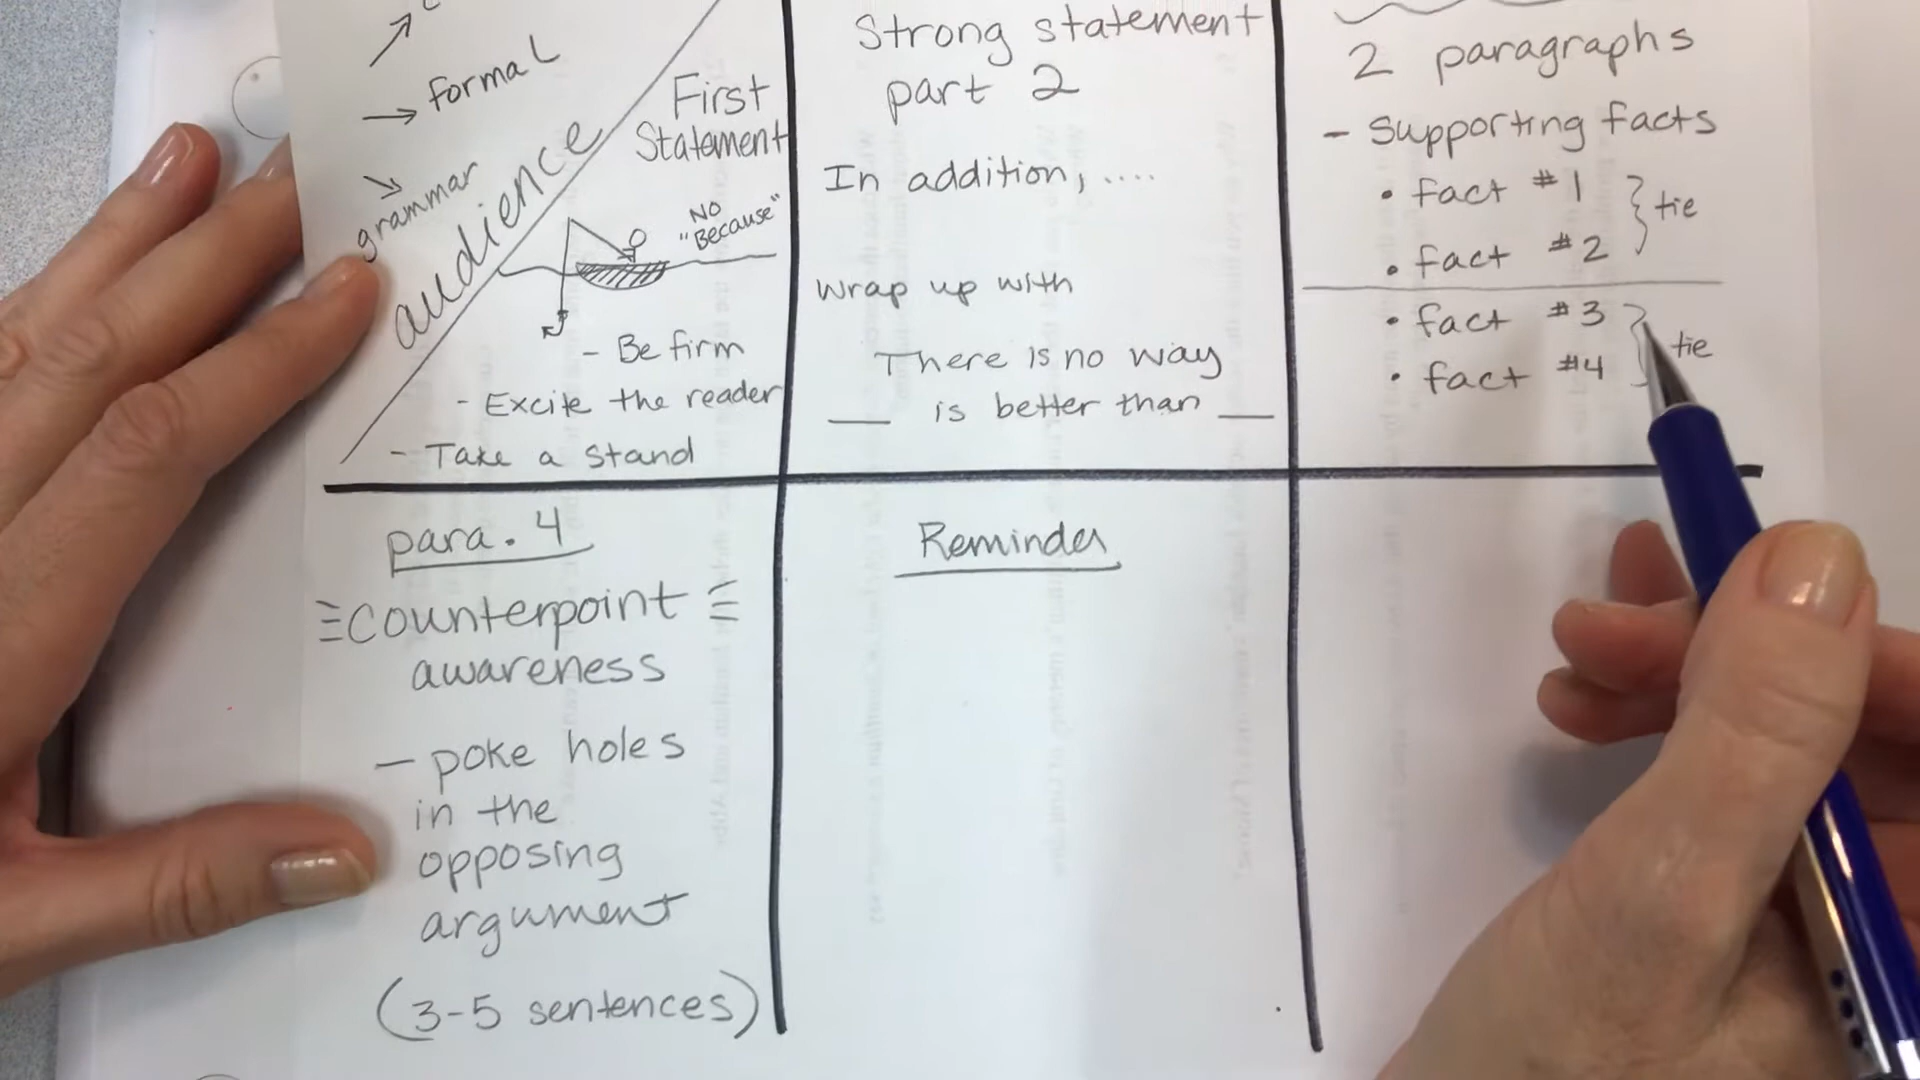 → formal
→ grammar
audience
First
Statement
NO
"Because"
- Be firm
- Excite the reader
- Take a stand
Strong statement
part 2
In addition, ....
Wrap up with
There is no way
___ is better than ___
2 paragraphs
- Supporting facts
• fact #1
• fact #2
} tie
• fact #3
• fact #4
} tie
para. 4
Counterpoint
awareness
- poke holes
in the
opposing
argument
(3-5 sentences)
Reminder